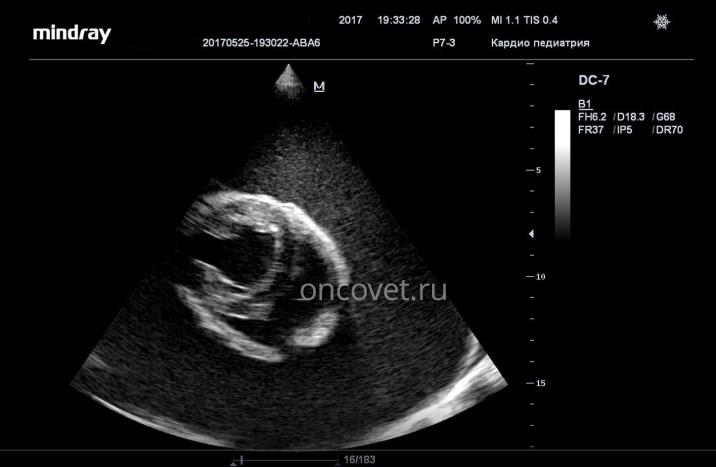 mindray
2017 19:33:28 AP 100% MI 1.1 TIS 0.4
20170525-193022-ABA6 P7-3 Кардио педиатрия
M
DC-7
B1
FH6.2 /D18.3 /G68
FR37 /IP5 /DR70
5
10
oncovet.ru
15
16/183